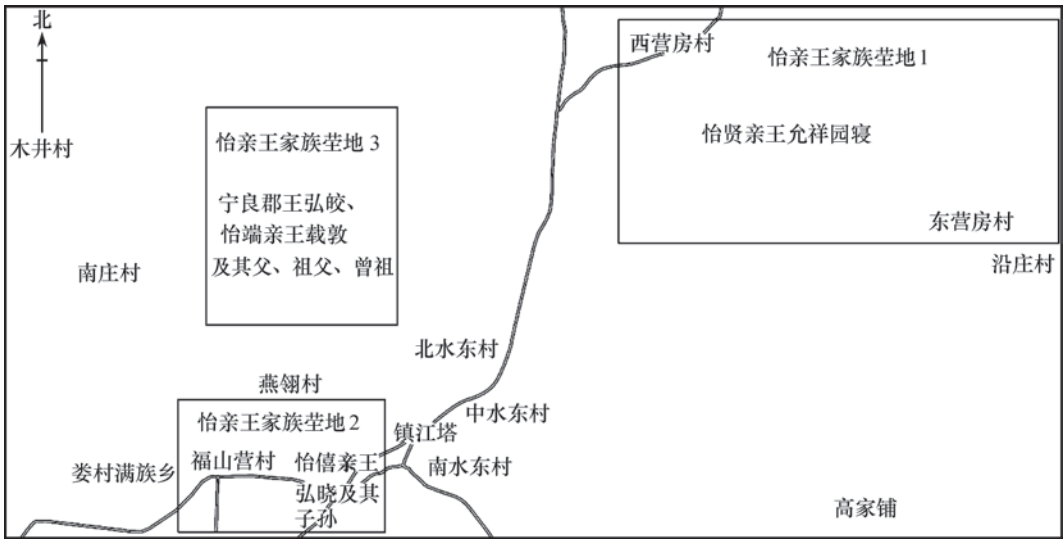 北
西营房村
怡亲王家族茔地1
怡贤亲王允祥园寝
木井村
怡亲王家族茔地3
宁良郡王弘晈、
怡端亲王载敦
及其父、祖父、曾祖
东营房村
沿庄村
南庄村
北水东村
燕翎村
怡亲王家族茔地2
中水东村
镇江塔
娄村满族乡
福山营村
怡僖亲王
弘晓及其
子孙
南水东村
高家铺